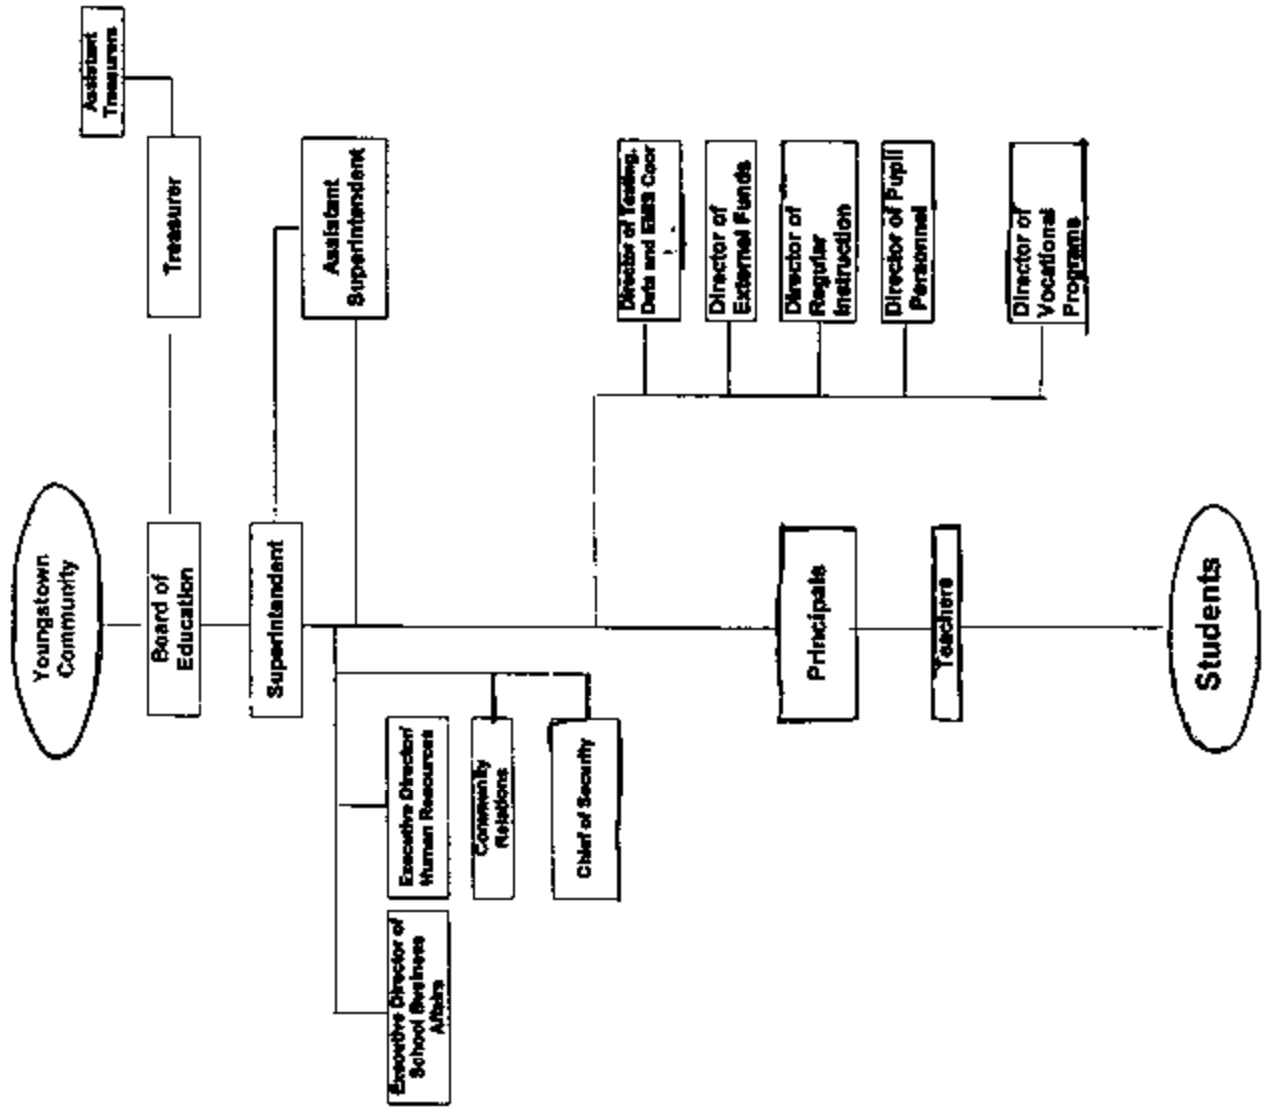 Youngstown
Community
Board of
Education
Treasurer
Assistant
Treasurers
Superintendent
Assistant
Superintendent
Executive Director of
School Business
Affairs
Executive Director/
Human Resources
Community
Relations
Chief of Security
Director of Testing,
Data and EMIS Coor
Director of
External Funds
Director of
Regular
Instruction
Director of Pupil
Personnel
Director of
Vocational
Programs
Principals
Teachers
Students